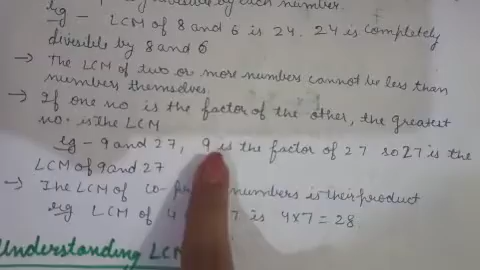 divisible by each number.
eg - LCM of 8 and 6 is 24. 24 is completely
divisible by 8 and 6
→ The LCM of two or more numbers cannot be less than
numbers themselves.
→ If one no is the factor of the other, the greatest
no. is the LCM
eg - 9 and 27, 9 is the factor of 27 so 27 is the
LCM of 9 and 27
→ The LCM of co- numbers is their product
eg LCM of 4 7 is 4×7 = 28
Understanding LC